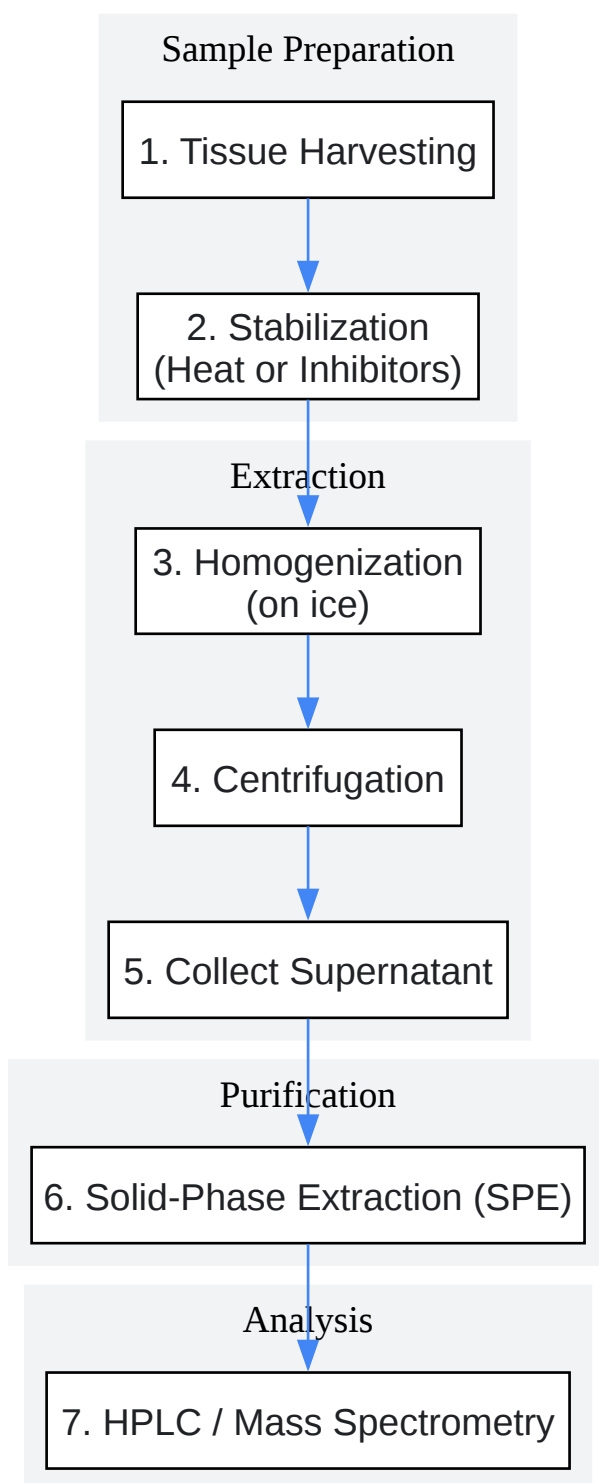 Sample Preparation
1. Tissue Harvesting
2. Stabilization
(Heat or Inhibitors)
Extraction
3. Homogenization
(on ice)
4. Centrifugation
5. Collect Supernatant
Purification
6. Solid-Phase Extraction (SPE)
Analysis
7. HPLC / Mass Spectrometry